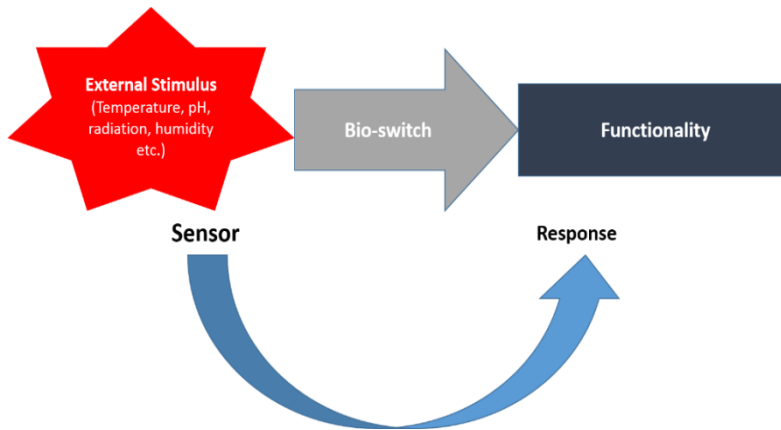 External Stimulus
(Temperature, pH,
radiation, humidity
etc.)
Bio-switch
Functionality
Sensor
Response